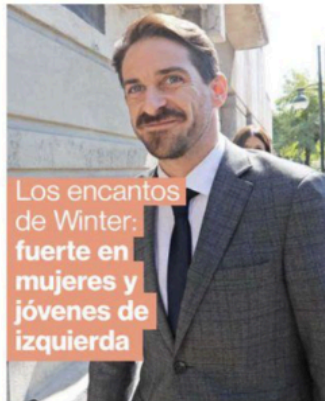 Los encantos
de Winter:
fuerte en
mujeres y
jóvenes de
izquierda